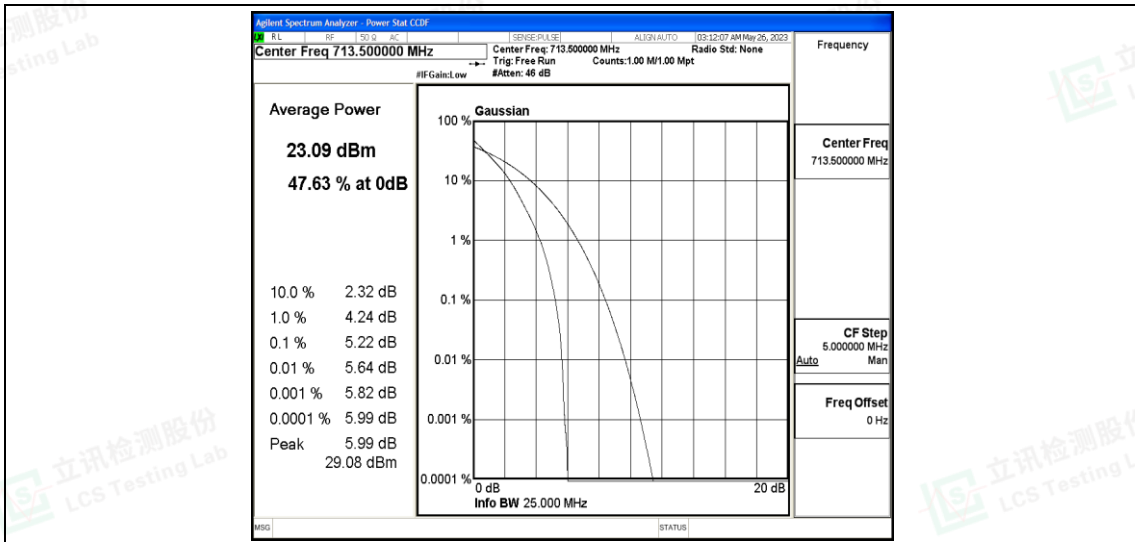 Agilent Spectrum Analyzer - Power Stat CCDF
RL RF 50 Ω AC SENSE:PULSE ALIGN AUTO 03:12:07 AM May 26, 2023
Center Freq 713.500000 MHz
Center Freq: 713.500000 MHz Radio Std: None
Trig: Free Run Counts:1.00 M/1.00 Mpt
#IFGain:Low #Atten: 46 dB
Frequency
Average Power
23.09 dBm
47.63 % at 0dB
10.0 % 2.32 dB
1.0 % 4.24 dB
0.1 % 5.22 dB
0.01 % 5.64 dB
0.001 % 5.82 dB
0.0001 % 5.99 dB
Peak 5.99 dB
29.08 dBm
Gaussian
100 %
10 %
1 %
0.1 %
0.01 %
0.001 %
0.0001 %
0 dB 20 dB
Info BW 25.000 MHz
Center Freq
713.500000 MHz
CF Step
5.000000 MHz
Auto Man
Freq Offset
0 Hz
MSG STATUS
立讯检测股份
LCS Testing Lab
立讯检测股份
LCS Testing L